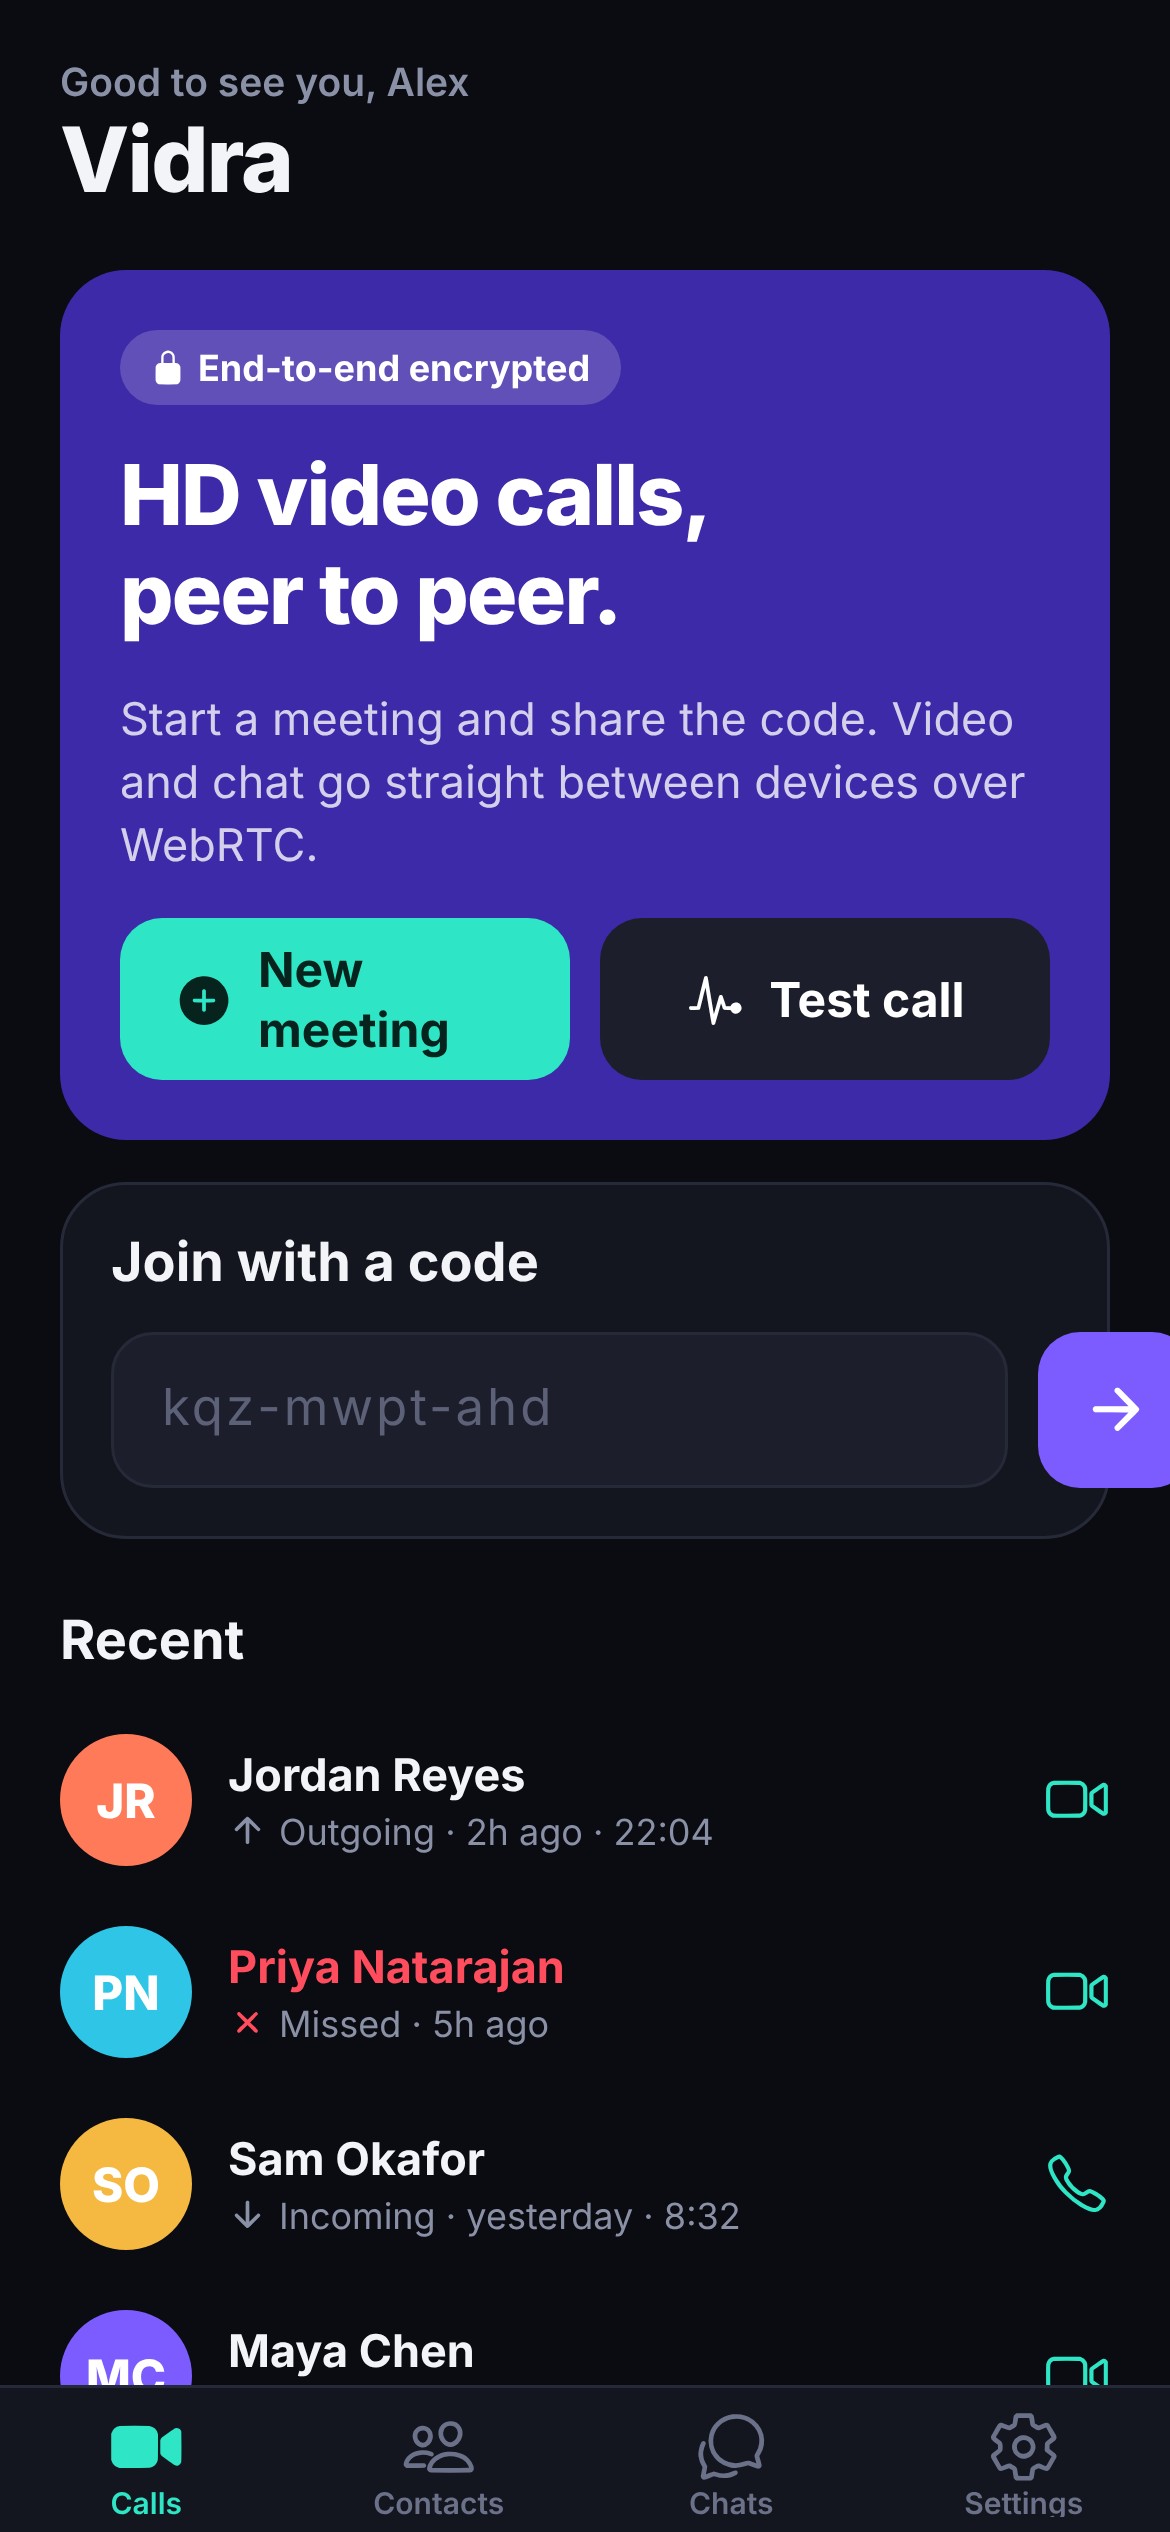 Good to see you, Alex
Vidra
End-to-end encrypted
HD video calls,
peer to peer.
Start a meeting and share the code. Video
and chat go straight between devices over
WebRTC.
New
meeting
Test call
Join with a code
kqz-mwpt-ahd
Recent
JR
Jordan Reyes
Outgoing · 2h ago · 22:04
PN
Priya Natarajan
Missed · 5h ago
SO
Sam Okafor
Incoming · yesterday · 8:32
MC
Maya Chen
Calls
Contacts
Chats
Settings